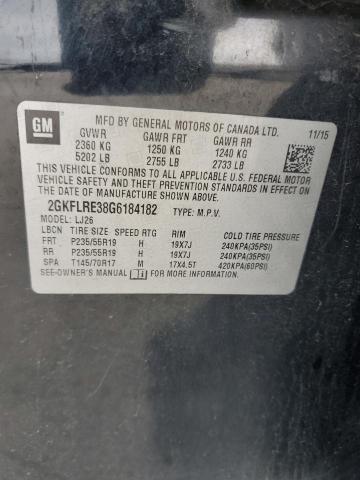 GM
MFD BY GENERAL MOTORS OF CANADA LTD. 11/15
GVWR GAWR FRT GAWR RR
2360 KG 1250 KG 1240 KG
5202 LB 2755 LB 2733 LB
THIS VEHICLE CONFORMS TO ALL APPLICABLE U.S. FEDERAL MOTOR
VEHICLE SAFETY, BUMPER, AND THEFT PREVENTION STANDARDS IN
EFFECT ON THE DATE OF MANUFACTURE SHOWN ABOVE.
2GKFLRE38G6184182 TYPE: M.P.V.
MODEL: LJ26
LBCN TIRE SIZE SPEED RTG RIM COLD TIRE PRESSURE
FRT P235/55R19 H 19X7J 240KPA(35PSI)
RR P235/55R19 H 19X7J 240KPA(35PSI)
SPA T145/70R17 M 17X4.5T 420KPA(60PSI)
SEE OWNER'S MANUAL FOR MORE INFORMATION